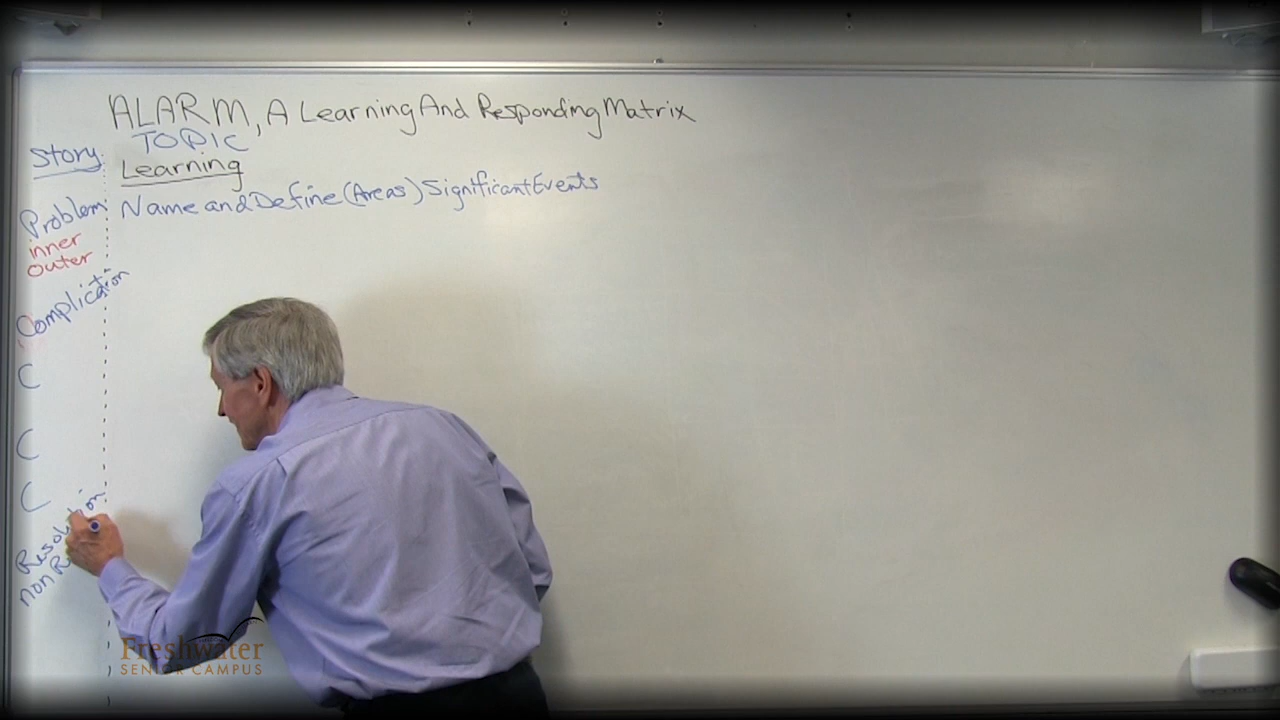 ALARM, A Learning And Responding Matrix
TOPIC
Story:
Learning
Problem:
Name and Define (Areas) Significant Events
inner
outer
Complication
C
C
C
Resolution
non R
Freshwater
SENIOR CAMPUS